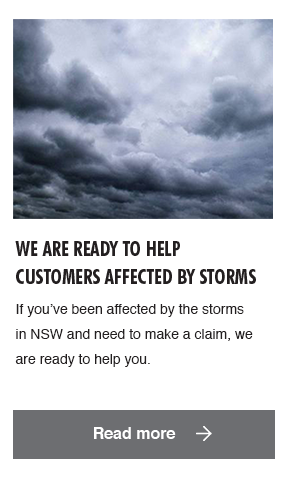 WE ARE READY TO HELP
CUSTOMERS AFFECTED BY STORMS
If you’ve been affected by the storms
in NSW and need to make a claim, we
are ready to help you.
Read more →